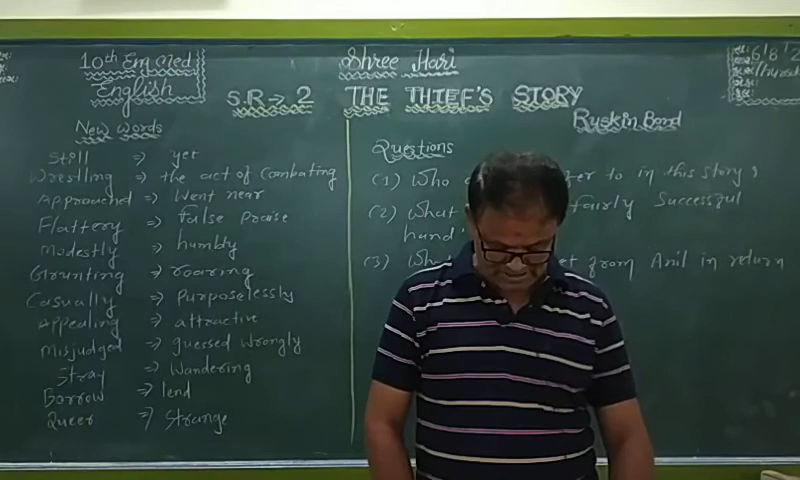 10th Eng Med
English
Shree Hari
S.R → 2 THE THIEF'S STORY
Ruskin Bond
New Words
Still => yet
Wrestling => the act of Combating
Approached => Went near
Flattery => false Praise
Modestly => humbly
Grunting => roaring
Casually => Purposelessly
Appealing => attractive
Misjudged => guessed wrongly
Stray => Wandering
Borrow => lend
Queer => Strange
Questions
(1) Who to in this story ?
(2) What fairly Successful
hand'
(3) from Anil in return